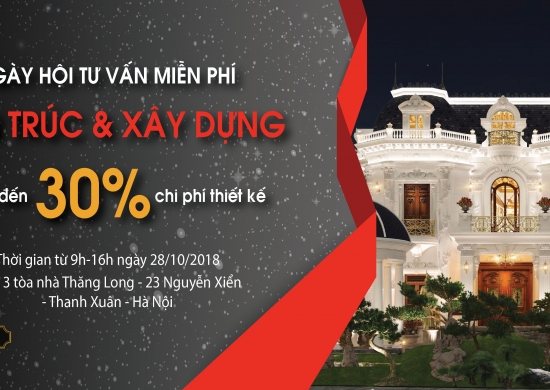 GÀY HỘI TƯ VẤN MIỄN PHÍ
TRÚC & XÂY DỰNG
đến 30% chi phí thiết kế
Thời gian từ 9h-16h ngày 28/10/2018
3 tòa nhà Thăng Long - 23 Nguyễn Xiển
- Thanh Xuân - Hà Nội